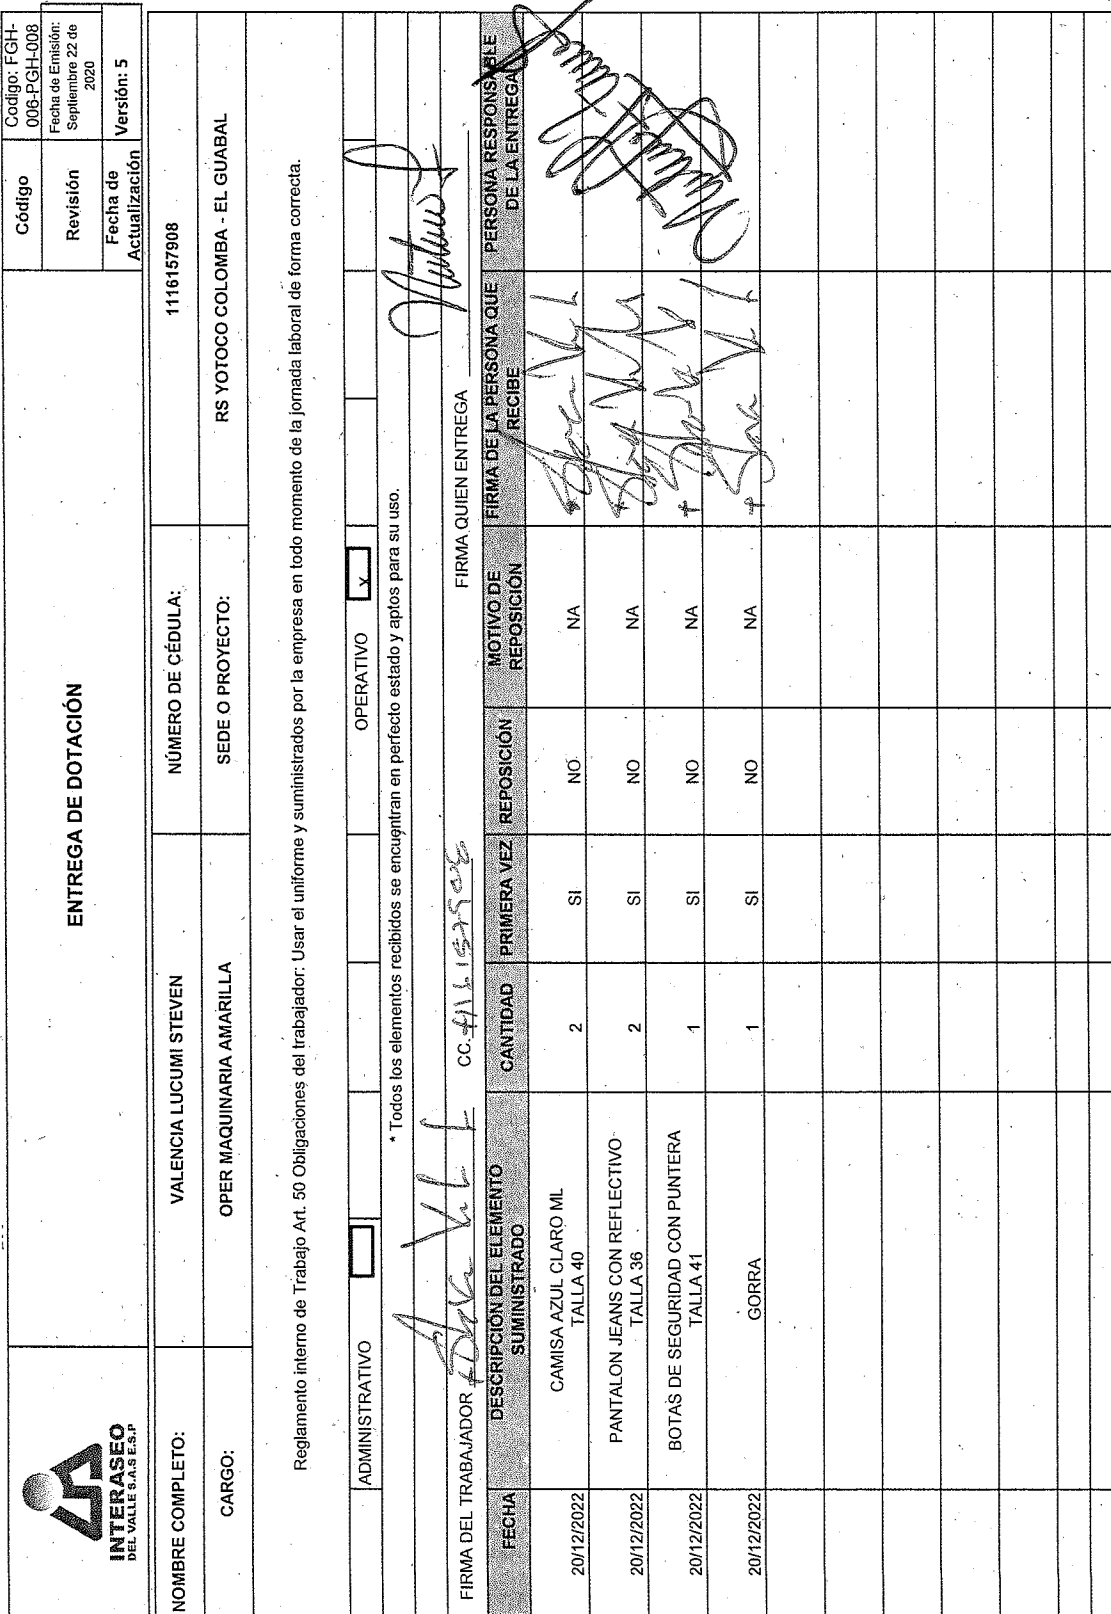 INTERASEO
DEL VALLE S.A.S E.S.P
ENTREGA DE DOTACIÓN
Código
Codigo: FGH-
006-PGH-008
Revisión
Fecha de Emisión:
Septiembre 22 de
2020
Fecha de
Actualización
Versión: 5
NOMBRE COMPLETO:
VALENCIA LUCUMI STEVEN
NÚMERO DE CÉDULA:
1116157908
CARGO:
OPER MAQUINARIA AMARILLA
SEDE O PROYECTO:
RS YOTOCO COLOMBA - EL GUABAL
Reglamento interno de Trabajo Art. 50 Obligaciones del trabajador: Usar el uniforme y suministrados por la empresa en todo momento de la jornada laboral de forma correcta.
ADMINISTRATIVO
OPERATIVO
x
* Todos los elementos recibidos se encuentran en perfecto estado y aptos para su uso.
FIRMA DEL TRABAJADOR
CC.
FIRMA QUIEN ENTREGA
FECHA
DESCRIPCIÓN DEL ELEMENTO
SUMINISTRADO
CANTIDAD
PRIMERA VEZ
REPOSICIÓN
MOTIVO DE
REPOSICIÓN
FIRMA DE LA PERSONA QUE
RECIBE
PERSONA RESPONSABLE
DE LA ENTREGA
20/12/2022
CAMISA AZUL CLARO ML
TALLA 40
2
SI
NO
NA
20/12/2022
PANTALON JEANS CON REFLECTIVO
TALLA 36
2
SI
NO
NA
20/12/2022
BOTAS DE SEGURIDAD CON PUNTERA
TALLA 41
1
SI
NO
NA
20/12/2022
GORRA
1
SI
NO
NA